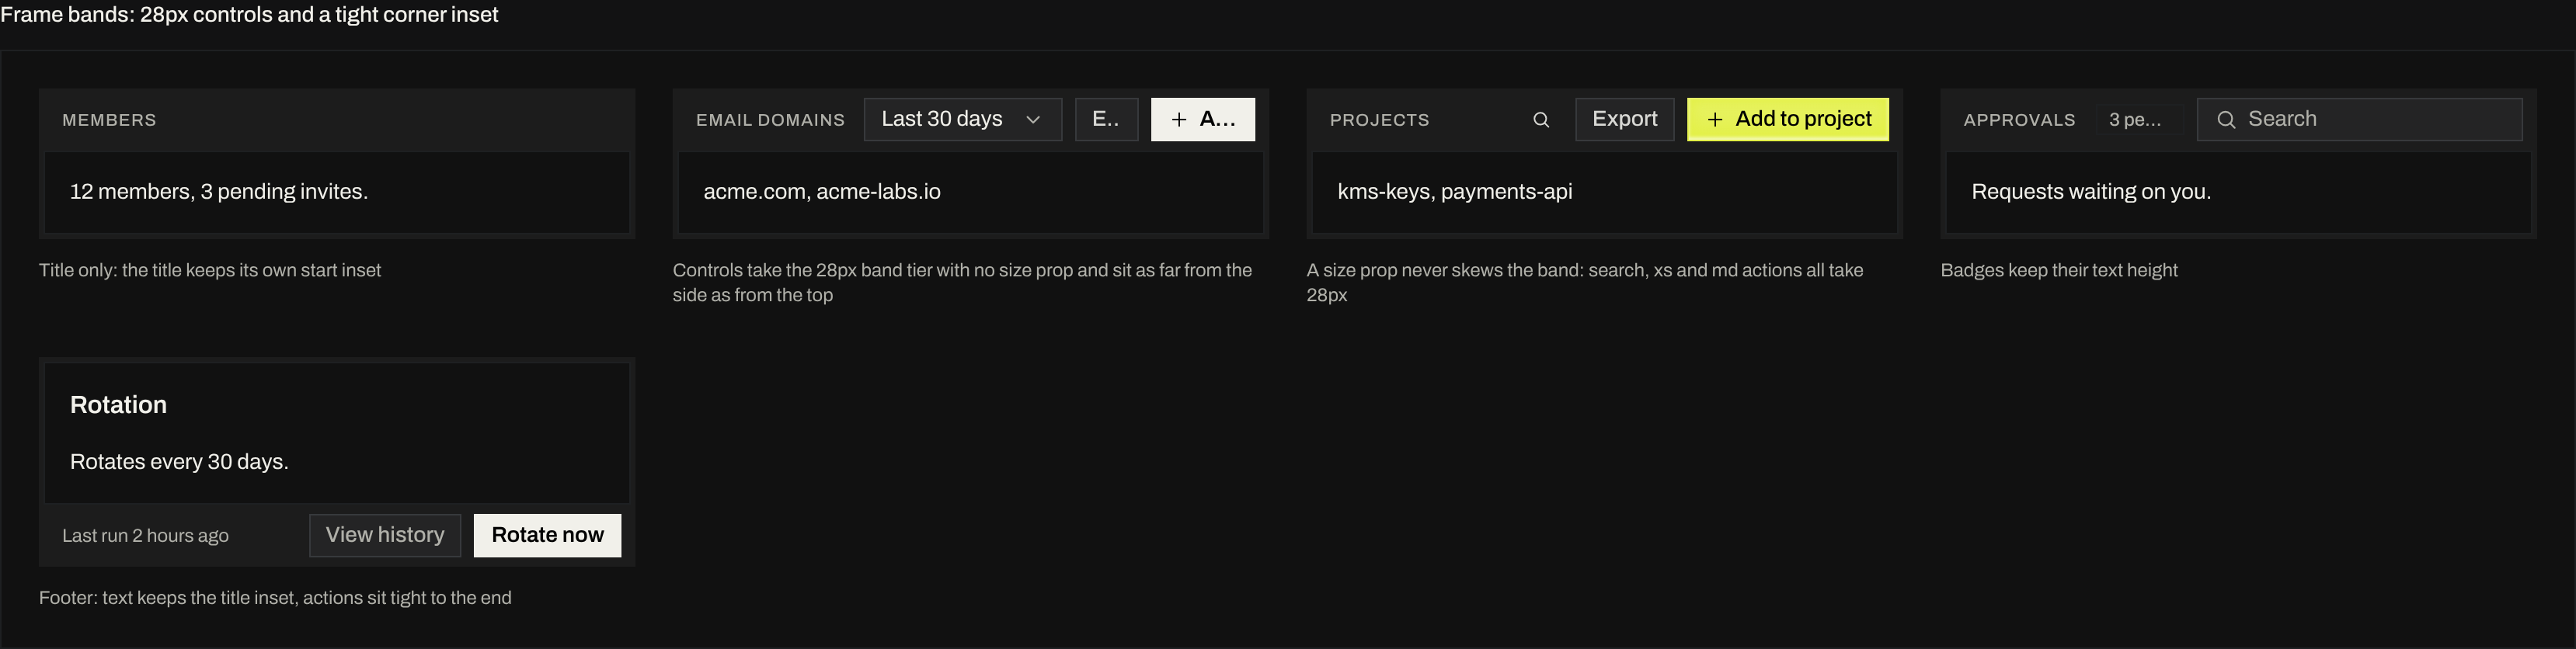 Frame bands: 28px controls and a tight corner inset
MEMBERS
12 members, 3 pending invites.
Title only: the title keeps its own start inset
EMAIL DOMAINS
Last 30 days
E..
+ A...
acme.com, acme-labs.io
Controls take the 28px band tier with no size prop and sit as far from the
side as from the top
PROJECTS
Export
+ Add to project
kms-keys, payments-api
A size prop never skews the band: search, xs and md actions all take
28px
APPROVALS
3 pe...
Search
Requests waiting on you.
Badges keep their text height
Rotation
Rotates every 30 days.
Last run 2 hours ago
View history
Rotate now
Footer: text keeps the title inset, actions sit tight to the end